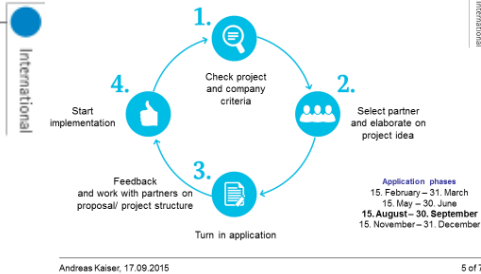 International
International
1.
Check project
and company
criteria
2.
Select partner
and elaborate on
project idea
3.
Feedback
and work with partners on
proposal/ project structure
Turn in application
4.
Start
implementation
Application phases
15. February – 31. March
15. May – 30. June
15. August – 30. September
15. November – 31. December
Andreas Kaiser, 17.09.2015
5 of 7